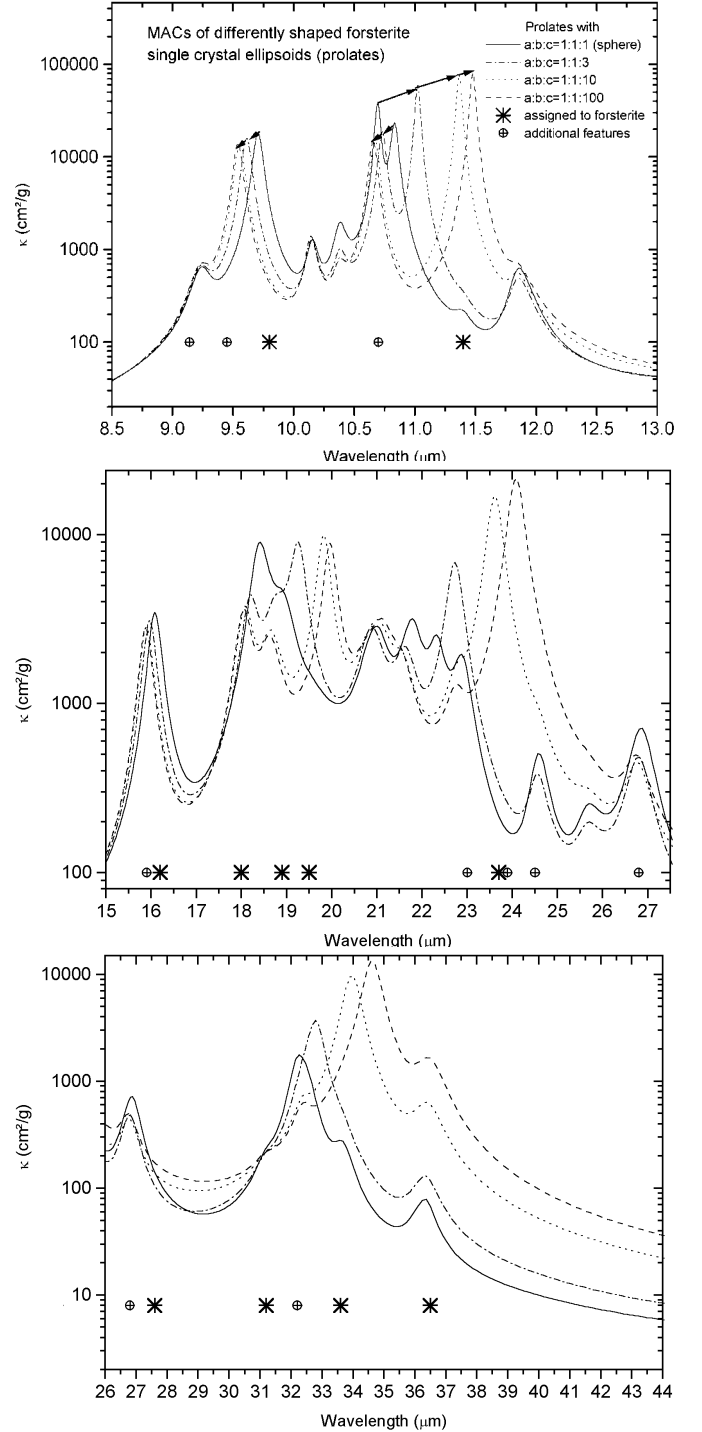 MACs of differently shaped forsterite
single crystal ellipsoids (prolates)
Prolates with
a:b:c=1:1:1 (sphere)
a:b:c=1:1:3
a:b:c=1:1:10
a:b:c=1:1:100
assigned to forsterite
additional features
100000
10000
1000
100
κ (cm²/g)
8.5 9.0 9.5 10.0 10.5 11.0 11.5 12.0 12.5 13.0
Wavelength (μm)
10000
1000
100
κ (cm²/g)
15 16 17 18 19 20 21 22 23 24 25 26 27
Wavelength (μm)
10000
1000
100
10
κ (cm²/g)
26 27 28 29 30 31 32 33 34 35 36 37 38 39 40 41 42 43 44
Wavelength (μm)